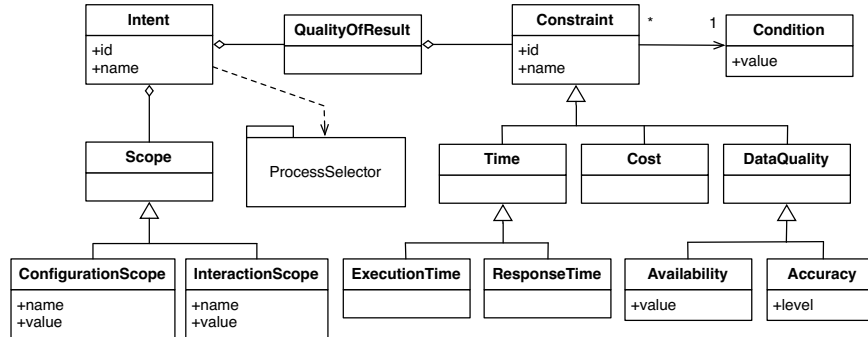 Intent
+id
+name
QualityOfResult
Constraint
+id
+name
*
1
Condition
+value
Scope
ProcessSelector
Time
Cost
DataQuality
ConfigurationScope
+name
+value
InteractionScope
+name
+value
ExecutionTime
ResponseTime
Availability
+value
Accuracy
+level